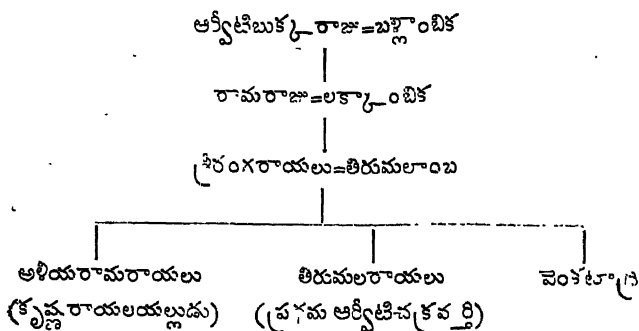 ఆర్వీటిబుక్కరాజు=బళ్లాంబిక
రామరాజు=లక్కాంబిక
శ్రీరంగరాయలు=తిరుమలాంబ
అళీయరామరాయలు తిరుమలరాయలు వెంకటాద్రి
(కృష్ణరాయలయల్లుడు) (ప్రథమ ఆర్వీటిచక్రవర్తి)